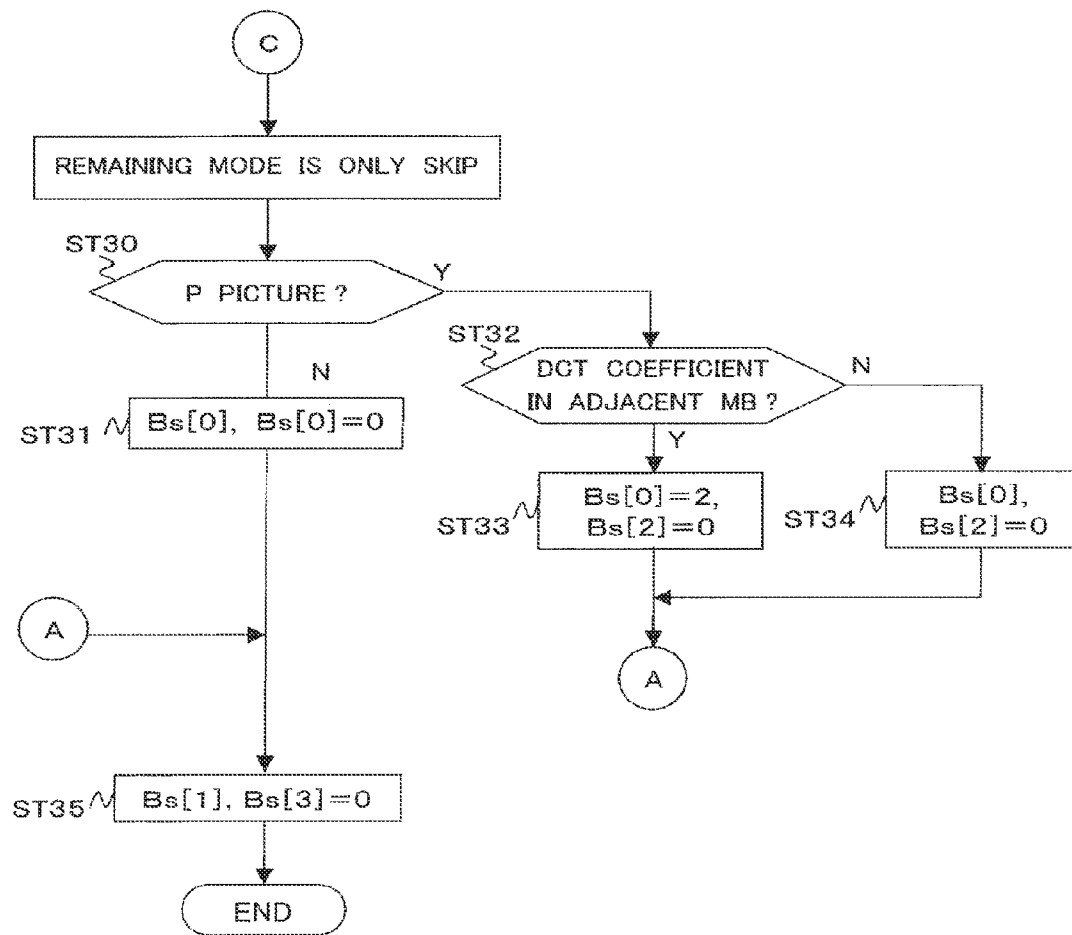 C
REMAINING MODE IS ONLY SKIP
ST30
P PICTURE ?
Y
N
ST32
DCT COEFFICIENT
IN ADJACENT MB ?
N
Y
ST31
Bs[0], Bs[0]=0
ST33
Bs[0]=2,
Bs[2]=0
ST34
Bs[0],
Bs[2]=0
A
A
ST35
Bs[1], Bs[3]=0
END